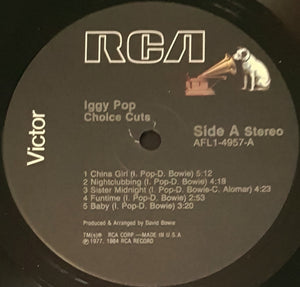 RCA
Victor
Iggy Pop
Choice Cuts
Side A Stereo
AFL1-4957-A
1 China Girl (I. Pop-D. Bowie) 5:12
2 Nightclubbing (I. Pop-D. Bowie) 4:18
3 Sister Midnight (I. Pop-D. Bowie-C. Alomar) 4:23
4 Funtime (I. Pop-D. Bowie) 2:53
5 Baby (I. Pop-D. Bowie) 3:20
Produced & Arranged by David Bowie
TM(s)® RCA CORP.—MADE IN U.S.A
℗1977, 1984 RCA RECORD